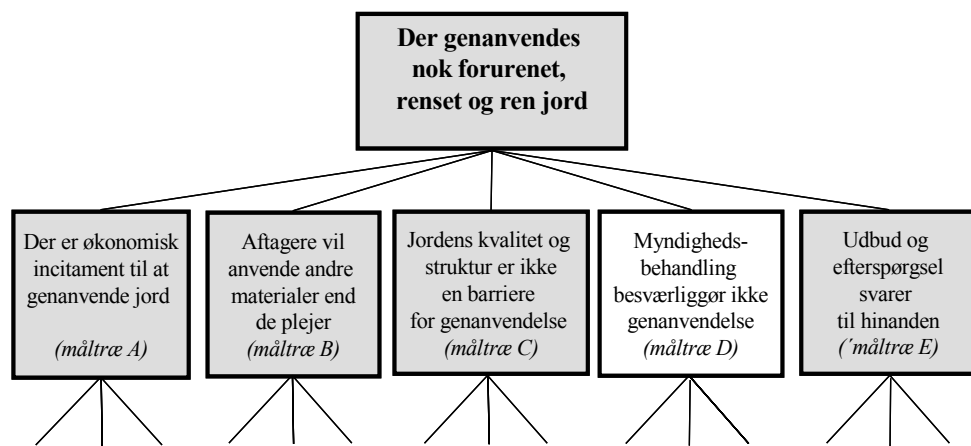 Der genanvendes
nok forurenet,
renset og ren jord
Der er økonomisk
incitament til at
genanvende jord
(måltræ A)
Aftagere vil
anvende andre
materialer end
de plejer
(måltræ B)
Jordens kvalitet og
struktur er ikke
en barriere
for genanvendelse
(måltræ C)
Myndigheds-
behandling
besværliggør ikke
genanvendelse
(måltræ D)
Udbud og
efterspørgsel
svarer
til hinanden
(´måltræ E)